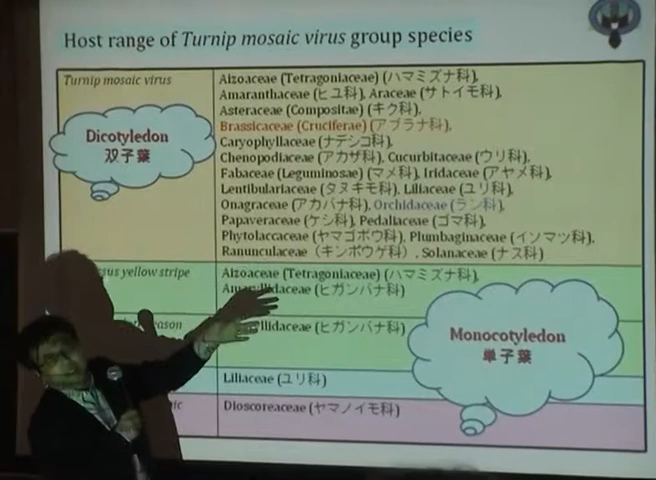 Host range of Turnip mosaic virus group species
Turnip mosaic virus
Aizoaceae (Tetragoniaceae) (ハマミズナ科),
Amaranthaceae (ヒユ科), Araceae (サトイモ科),
Asteraceae (Compositae) (キク科),
Brassicaceae (Cruciferae) (アブラナ科),
Caryophyllaceae (ナデシコ科),
Chenopodiaceae (アカザ科), Cucurbitaceae (ウリ科),
Fabaceae (Leguminosae) (マメ科), Iridaceae (アヤメ科),
Lentibulariaceae (タヌキモ科), Liliaceae (ユリ科),
Onagraceae (アカバナ科), Orchidaceae (ラン科),
Papaveraceae (ケシ科), Pedaliaceae (ゴマ科),
Phytolaccaceae (ヤマゴボウ科), Plumbaginaceae (イソマツ科),
Ranunculaceae (キンポウゲ科), Solanaceae (ナス科)
Dicotyledon
双子葉
yellow stripe
Aizoaceae (Tetragoniaceae) (ハマミズナ科),
(ヒガンバナ科)
(ヒガンバナ科)
Liliaceae (ユリ科)
Dioscoreaceae (ヤマノイモ科)
Monocotyledon
単子葉